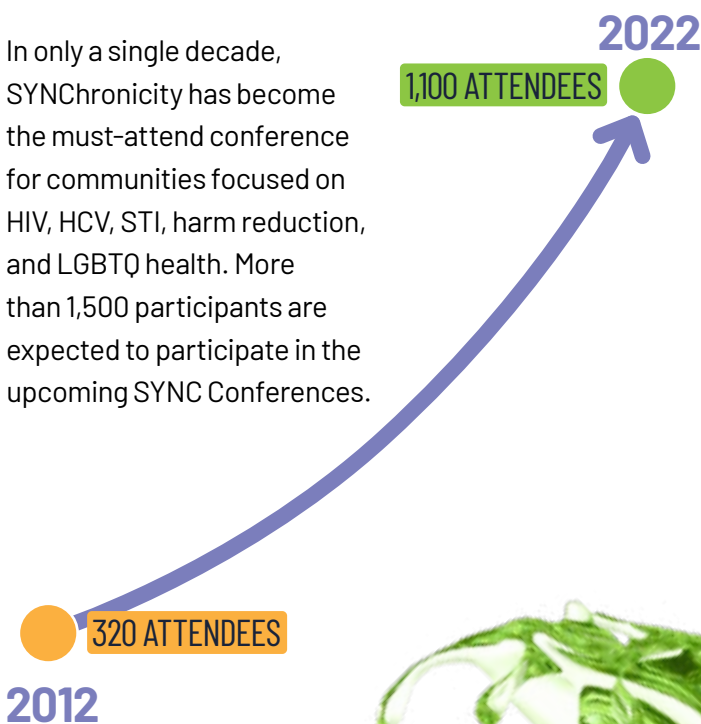 2022
In only a single decade,
SYNChronicity has become
the must-attend conference
for communities focused on
HIV, HCV, STI, harm reduction,
and LGBTQ health. More
than 1,500 participants are
expected to participate in the
upcoming SYNC Conferences.
1,100 ATTENDEES
320 ATTENDEES
2012